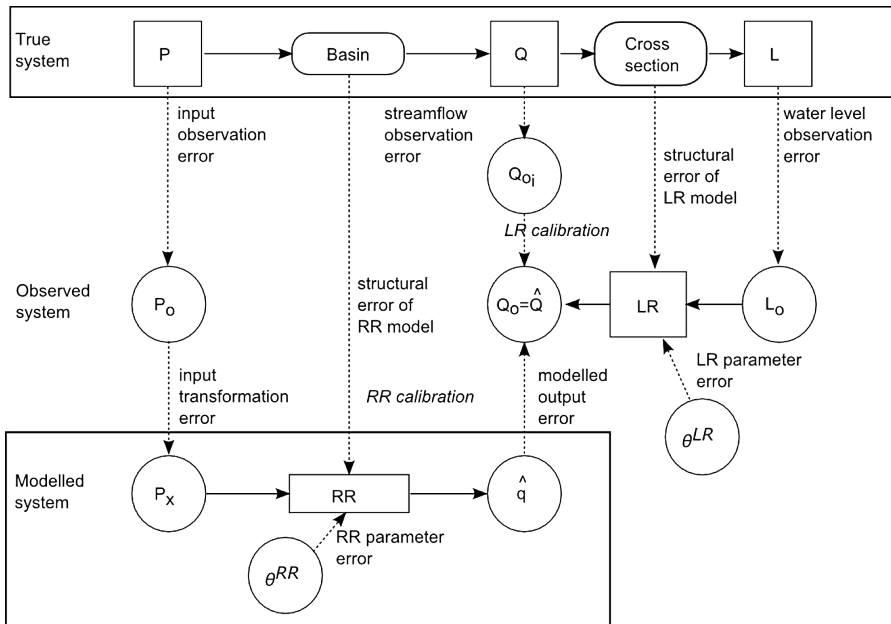 True
system
P
Basin
Q
Cross
section
L
input
observation
error
streamflow
observation
error
water level
observation
error
structural
error of
LR model
Qoi
LR calibration
Observed
system
Po
structural
error of
RR model
Qo=Q̂
LR
Lo
input
transformation
error
RR calibration
modelled
output
error
LR parameter
error
θLR
Modelled
system
Px
RR
q̂
RR parameter
error
θRR